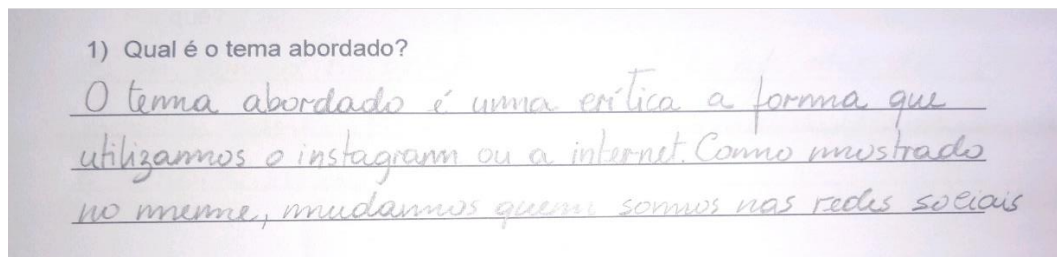 1) Qual é o tema abordado?
O tema abordado é uma crítica a forma que
utilizamos o instagram ou a internet. Como mostrado
no meme, mudamos quem somos nas redes sociais